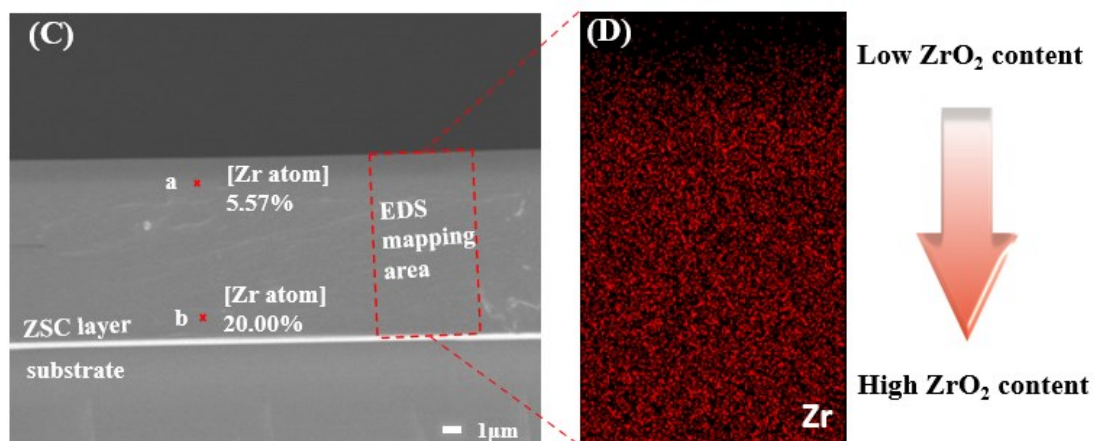 (C)
a
[Zr atom]
5.57%
EDS
mapping
area
b
[Zr atom]
20.00%
ZSC layer
substrate
1μm
(D)
Zr
Low ZrO₂ content
High ZrO₂ content